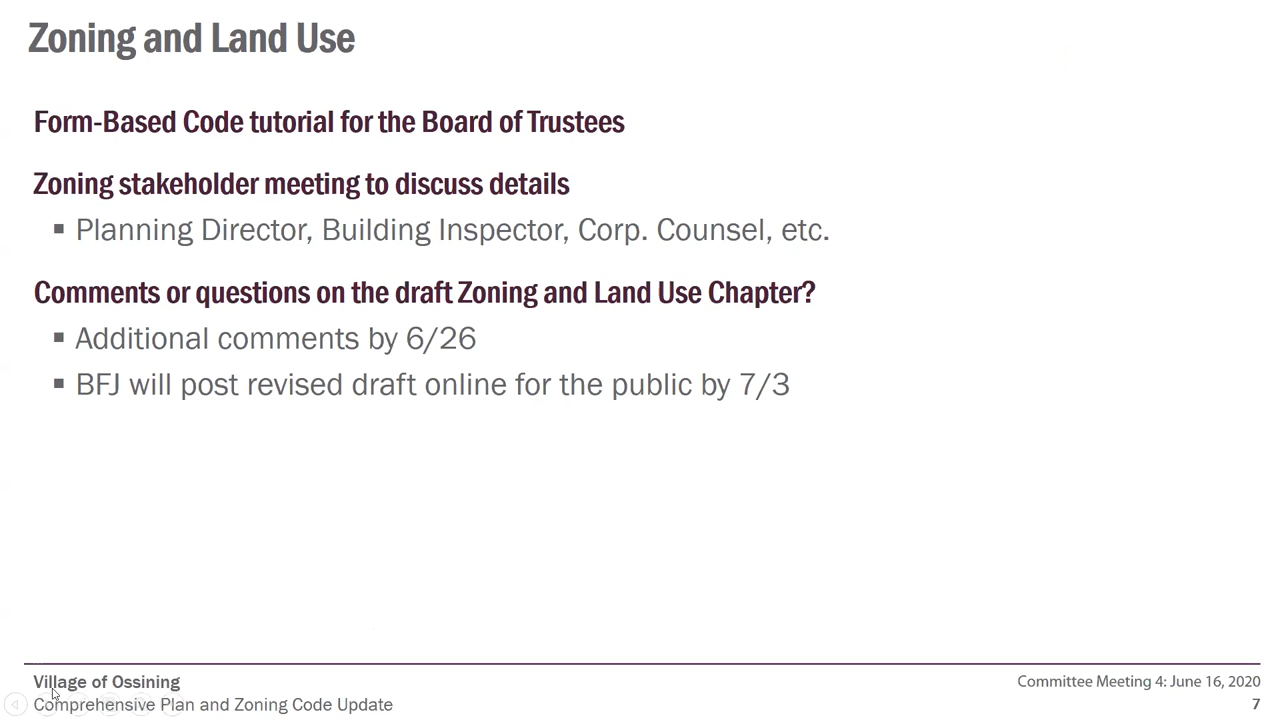 Zoning and Land Use
Form-Based Code tutorial for the Board of Trustees
Zoning stakeholder meeting to discuss details
▪ Planning Director, Building Inspector, Corp. Counsel, etc.
Comments or questions on the draft Zoning and Land Use Chapter?
▪ Additional comments by 6/26
▪ BFJ will post revised draft online for the public by 7/3
Village of Ossining
Comprehensive Plan and Zoning Code Update
Committee Meeting 4: June 16, 2020
7